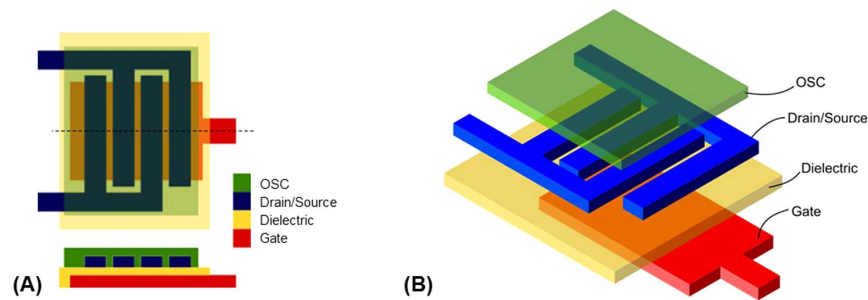 OSC
Drain/Source
Dielectric
Gate
(A)
OSC
Drain/Source
Dielectric
Gate
(B)